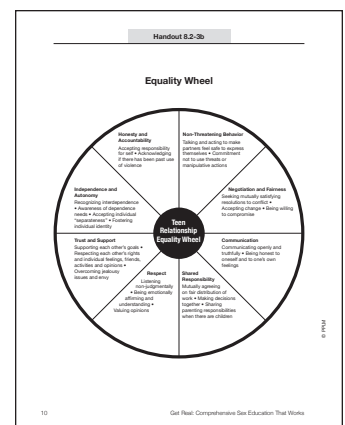 Handout 8.2-3b
Equality Wheel
Honesty and
Accountability
Accepting responsibility
for self • Acknowledging
if there has been past use
of violence
Non-Threatening Behavior
Talking and acting to make
partners feel safe to express
themselves • Commitment
not to use threats or
manipulative actions
Independence and
Autonomy
Recognizing interdependence
• Awareness of dependence
needs • Accepting individual
“separateness” • Fostering
individual identity
Negotiation and Fairness
Seeking mutually satisfying
resolutions to conflict •
Accepting change • Being willing
to compromise
Teen
Relationship
Equality Wheel
Trust and Support
Supporting each other's goals •
Respecting each other's rights
and individual feelings, friends,
activities and opinions •
Overcoming jealousy
issues and envy
Communication
Communicating openly and
truthfully • Being honest to
oneself and to one's own
feelings
Respect
Listening
non-judgmentally
• Being emotionally
affirming and
understanding •
Valuing opinions
Shared
Responsibility
Mutually agreeing
on fair distribution of
work • Making decisions
together • Sharing
parenting responsibilities
when there are children
© PPLM
10
Get Real: Comprehensive Sex Education That Works